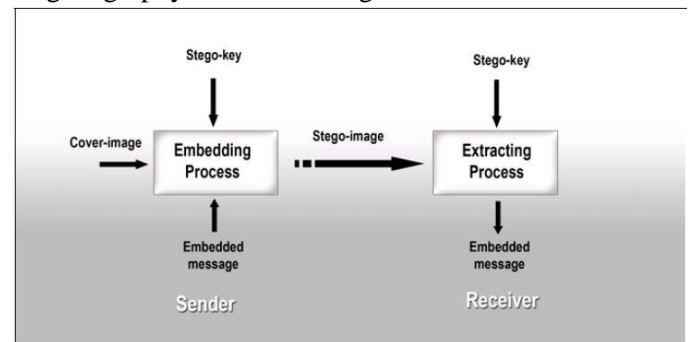 Stego-key
Stego-key
Cover-image
Stego-image
Embedding
Process
Extracting
Process
Embedded
message
Embedded
message
Sender
Receiver